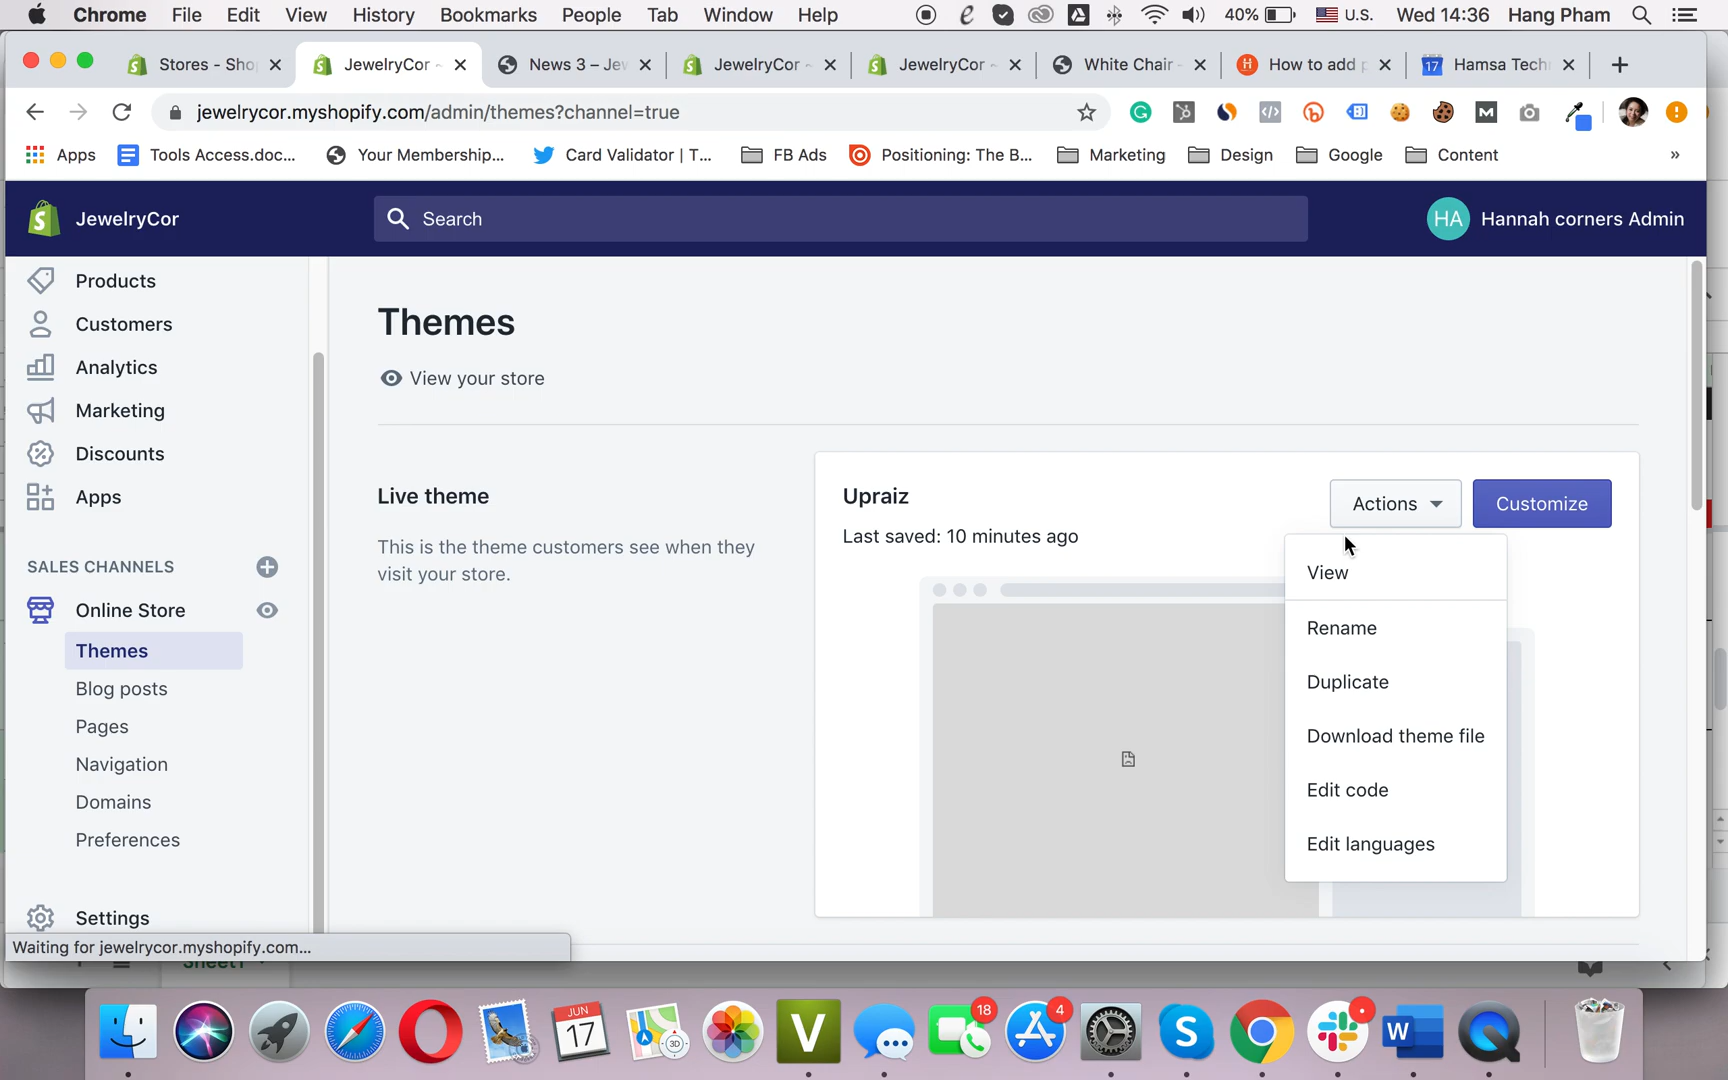 Chrome File Edit View History Bookmarks People Tab Window Help 40% U.S. Wed 14:36 Hang Pham
Stores - Sho JewelryCor - News 3 – Jew JewelryCor - JewelryCor - White Chair - How to add p 17 Hamsa Tech
jewelrycor.myshopify.com/admin/themes?channel=true
Apps Tools Access.doc... Your Membership... Card Validator | T... FB Ads Positioning: The B... Marketing Design Google Content »
JewelryCor Search HA Hannah corners Admin
Products
Customers
Analytics
Marketing
Discounts
Apps
SALES CHANNELS
Online Store
Themes
Blog posts
Pages
Navigation
Domains
Preferences
Settings
Waiting for jewelrycor.myshopify.com...
Themes
View your store
Live theme
This is the theme customers see when they
visit your store.
Upraiz
Last saved: 10 minutes ago
Actions Customize
View
Rename
Duplicate
Download theme file
Edit code
Edit languages
Sheet1
JUN
17
3D
V
18
4
S
W